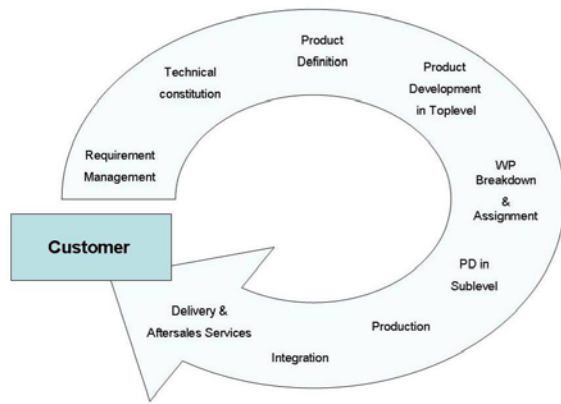 Product
Definition
Technical
constitution
Product
Development
in Toplevel
Requirement
Management
WP
Breakdown
&
Assignment
Customer
PD in
Sublevel
Delivery &
Aftersales Services
Production
Integration